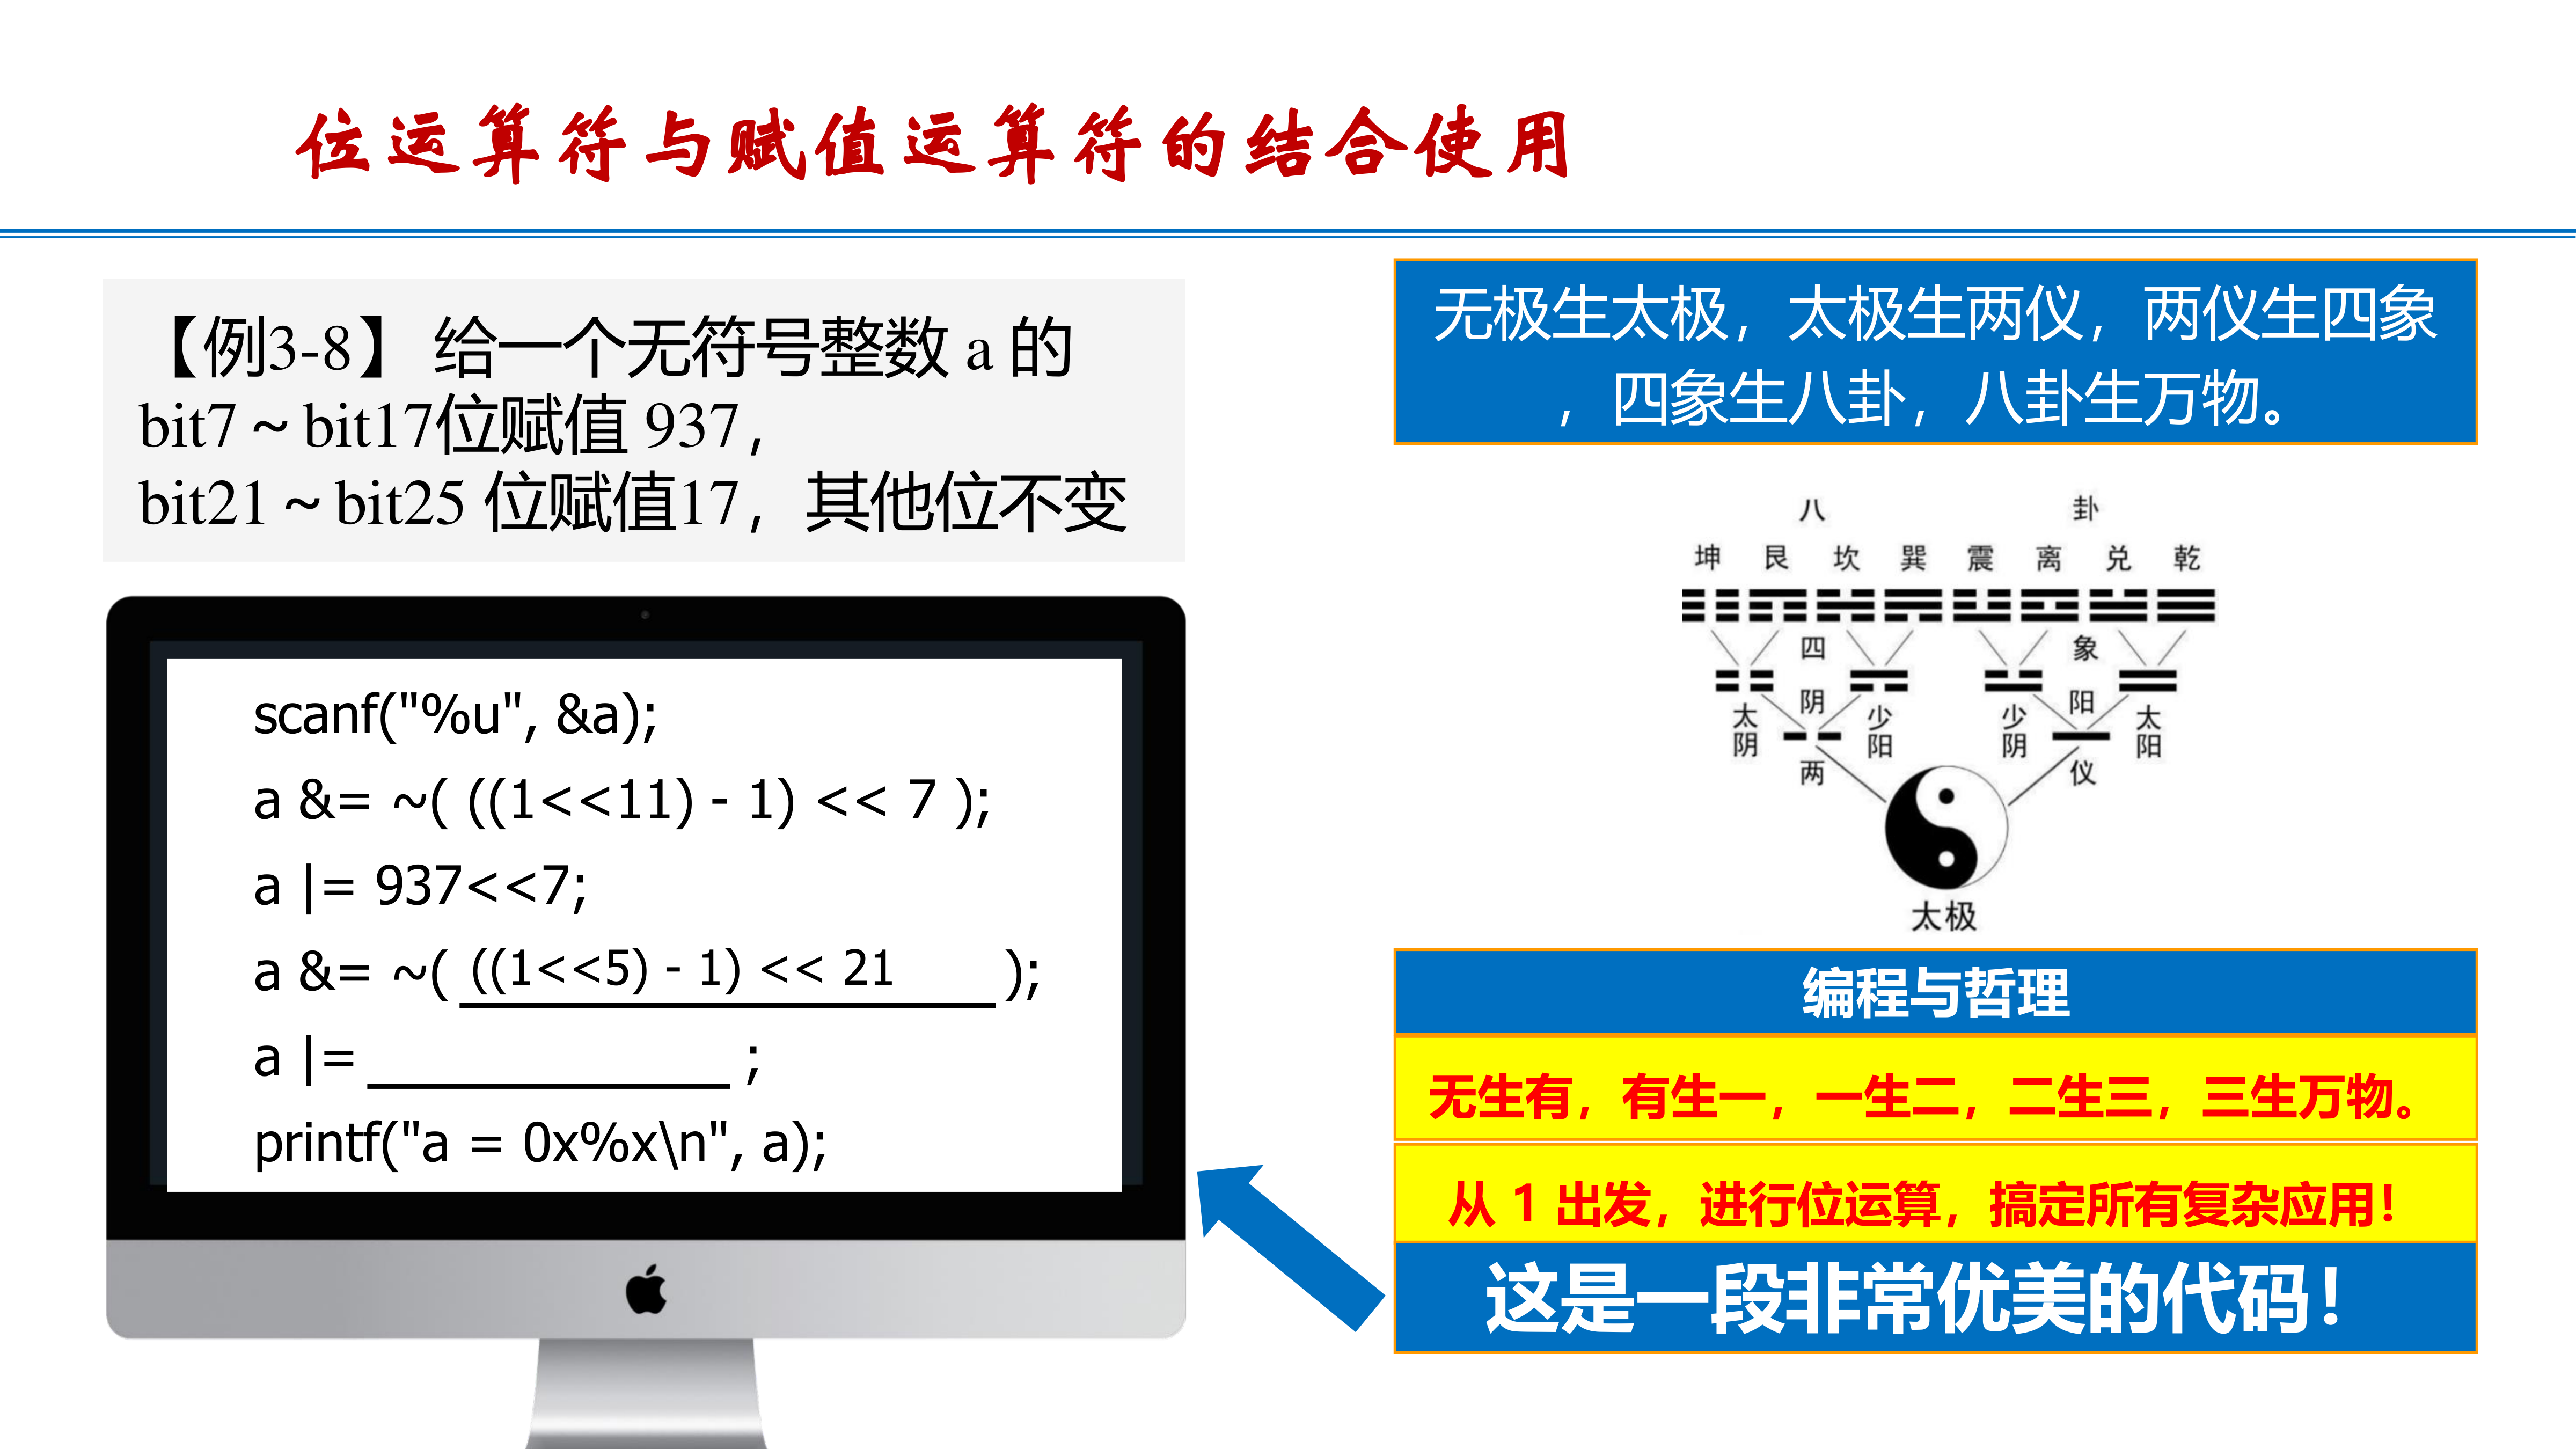 位运算符与赋值运算符的结合使用
【例3-8】 给一个无符号整数 a 的
bit7～bit17位赋值 937，
bit21～bit25 位赋值17，其他位不变
scanf("%u", &a);
a &= ~( ((1<<11) - 1) << 7 );
a |= 937<<7;
a &= ~( ((1<<5) - 1) << 21 );
a |= ;
printf("a = 0x%x\n", a);
无极生太极，太极生两仪，两仪生四象
，四象生八卦，八卦生万物。
八 卦
坤 艮 坎 巽 震 离 兑 乾
四 象
阴 阳
太阴 少阳 少阴 太阳
两 仪
太极
编程与哲理
无生有，有生一，一生二，二生三，三生万物。
从 1 出发，进行位运算，搞定所有复杂应用！
这是一段非常优美的代码！